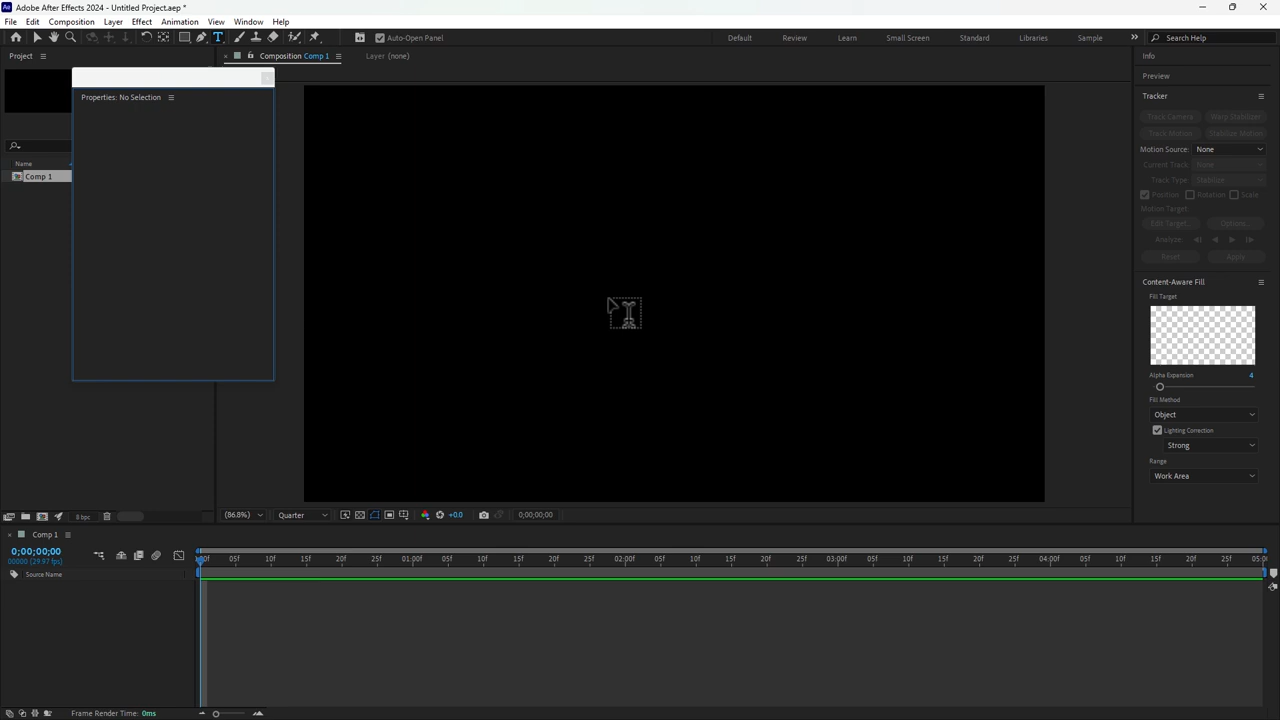 Adobe After Effects 2024 - Untitled Project.aep *
File Edit Composition Layer Effect Animation View Window Help
Auto-Open Panel Default Review Learn Small Screen Standard Libraries Sample Search Help
Project Composition Comp 1 Layer (none) Info
Preview
Properties: No Selection Tracker
Track Camera Warp Stabilizer
Track Motion Stabilize Motion
Motion Source: None
Name
Current Track: None
Comp 1
Track Type: Stabilize
Position Rotation Scale
Motion Target:
Edit Target... Options...
Analyze:
Reset Apply
Content-Aware Fill
Fill Target
Alpha Expansion 4
Fill Method
Object
Lighting Correction
Strong
Range
Work Area
8 bpc (86.8%) Quarter +0.0 0;00;00;00
Comp 1
0;00;00;00
00000 (29.97 fps)
:00f 05f 10f 15f 20f 25f 01:00f 05f 10f 15f 20f 25f 02:00f 05f 10f 15f 20f 25f 03:00f 05f 10f 15f 20f 25f 04:00f 05f 10f 15f 20f 25f 05:00f
Source Name
Frame Render Time: 0ms